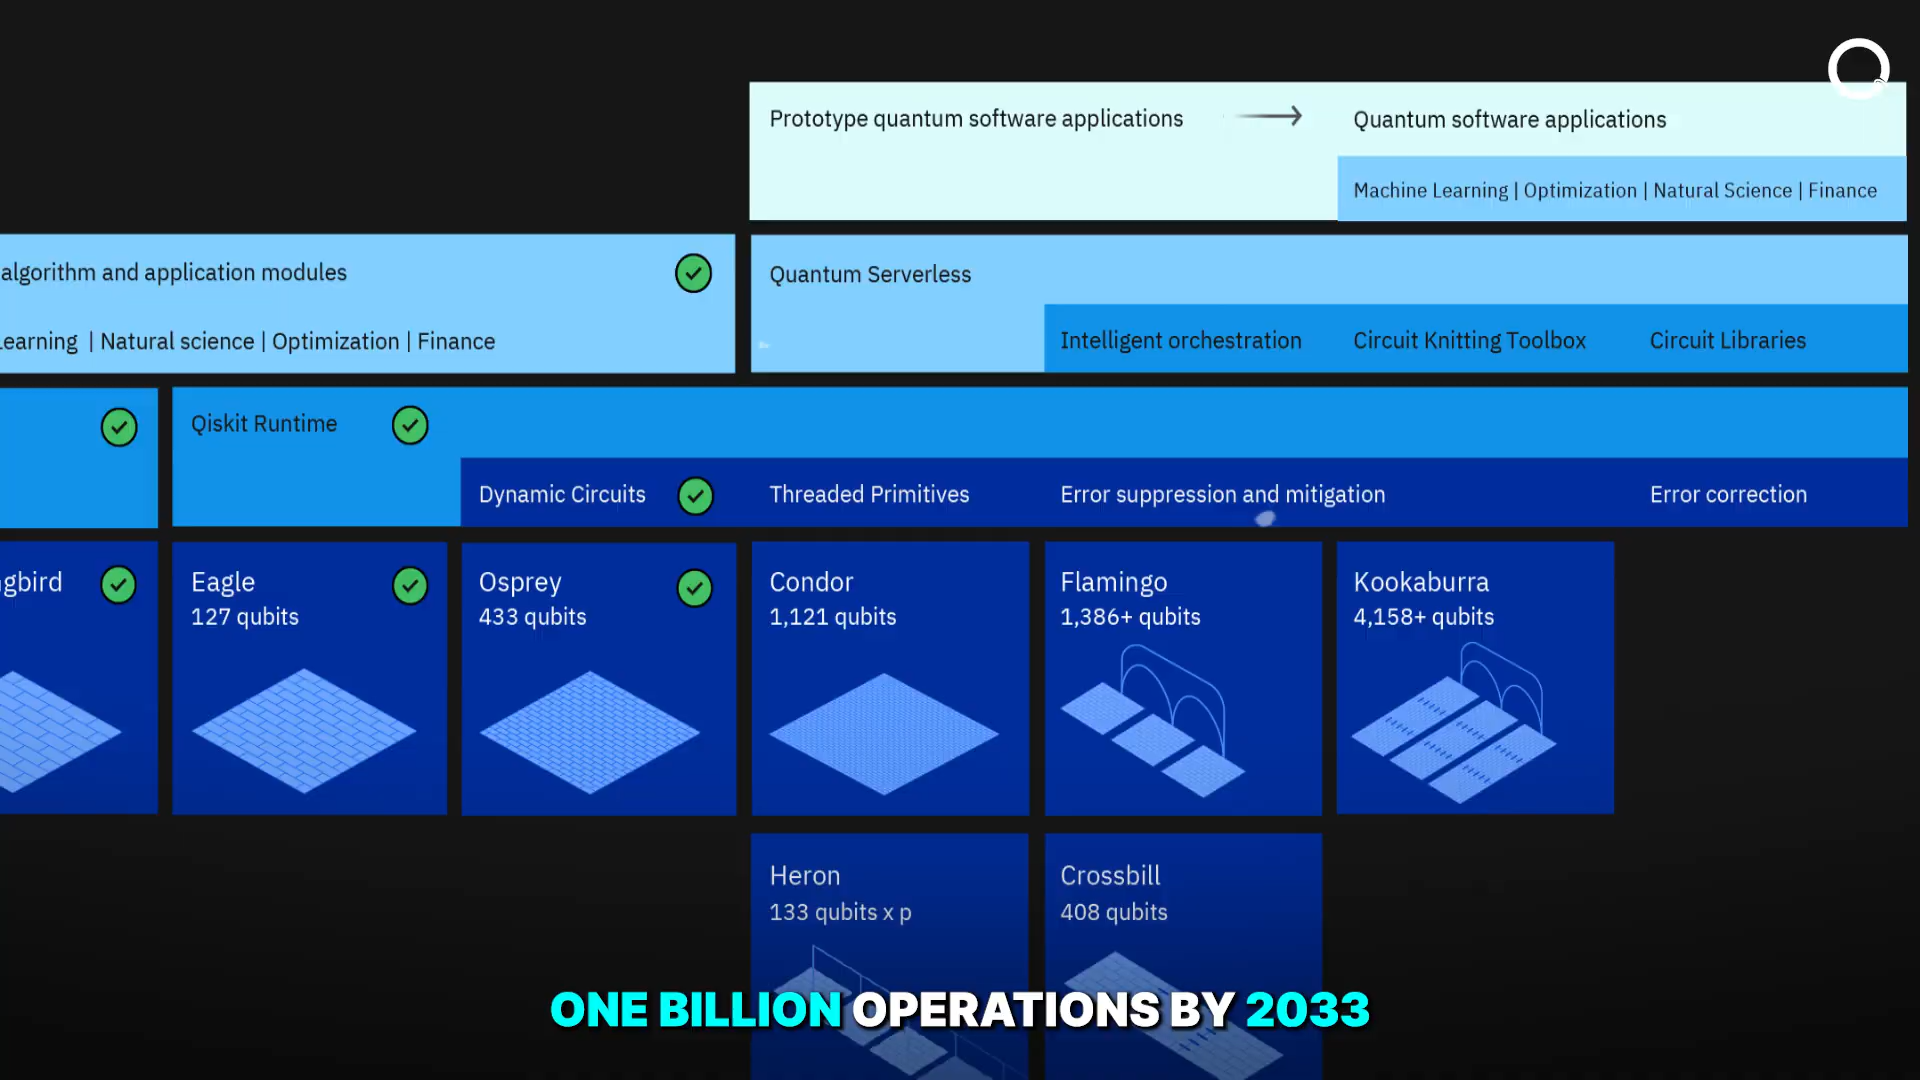 Prototype quantum software applications
Quantum software applications
Machine Learning | Optimization | Natural Science | Finance
algorithm and application modules
Learning | Natural science | Optimization | Finance
Quantum Serverless
Intelligent orchestration
Circuit Knitting Toolbox
Circuit Libraries
Qiskit Runtime
Dynamic Circuits
Threaded Primitives
Error suppression and mitigation
Error correction
gbird
Eagle
127 qubits
Osprey
433 qubits
Condor
1,121 qubits
Flamingo
1,386+ qubits
Kookaburra
4,158+ qubits
Heron
133 qubits x p
Crossbill
408 qubits
ONE BILLION OPERATIONS BY 2033